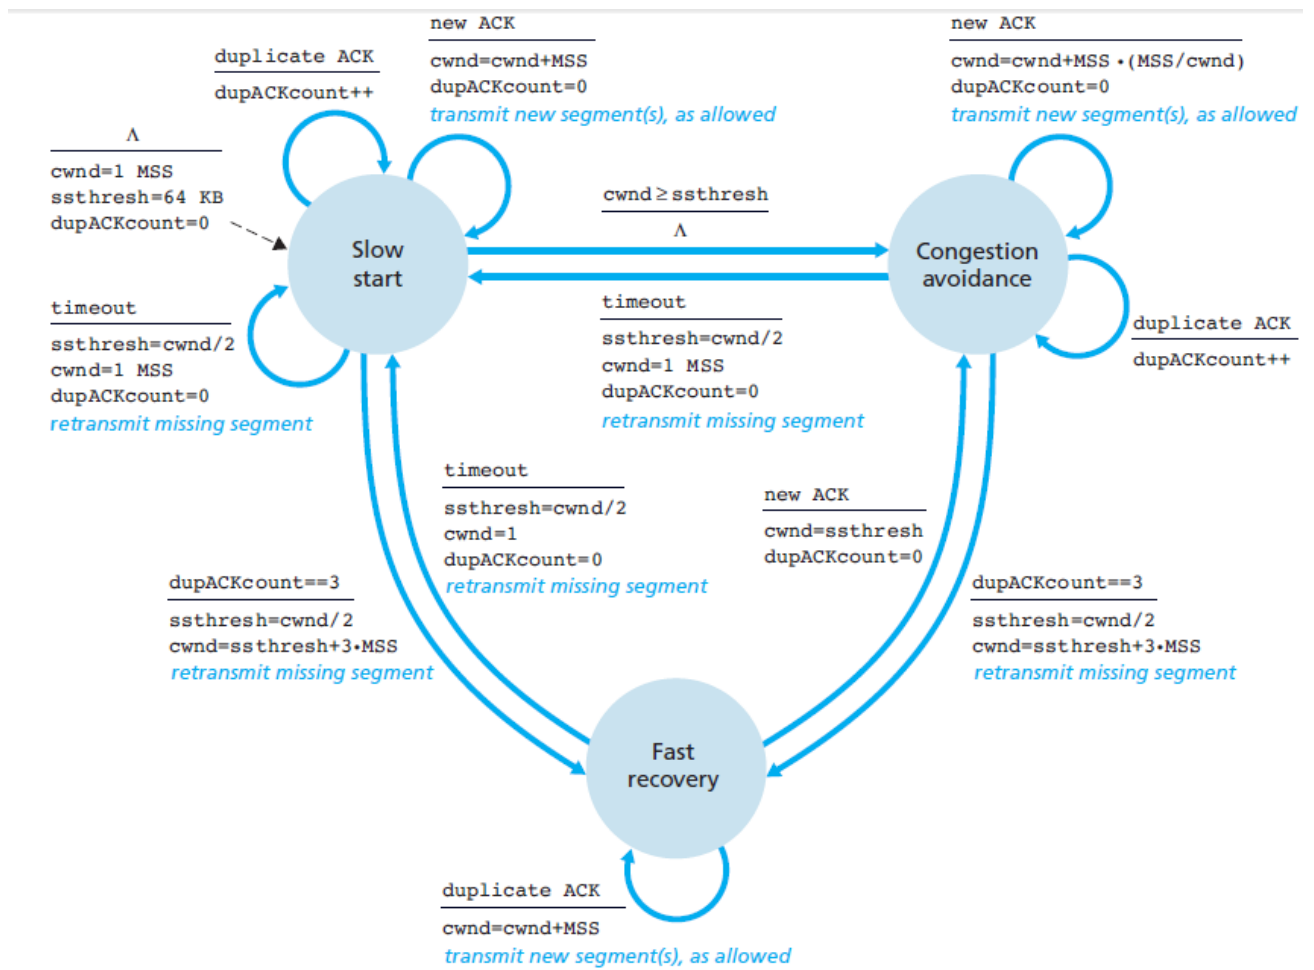 new ACK
cwnd=cwnd+MSS
dupACKcount=0
transmit new segment(s), as allowed
new ACK
cwnd=cwnd+MSS •(MSS/cwnd)
dupACKcount=0
transmit new segment(s), as allowed
duplicate ACK
dupACKcount++
Λ
cwnd=1 MSS
ssthresh=64 KB
dupACKcount=0
cwnd≥ssthresh
Λ
Slow
start
Congestion
avoidance
timeout
ssthresh=cwnd/2
cwnd=1 MSS
dupACKcount=0
retransmit missing segment
timeout
ssthresh=cwnd/2
cwnd=1 MSS
dupACKcount=0
retransmit missing segment
duplicate ACK
dupACKcount++
timeout
ssthresh=cwnd/2
cwnd=1
dupACKcount=0
retransmit missing segment
new ACK
cwnd=ssthresh
dupACKcount=0
dupACKcount==3
ssthresh=cwnd/2
cwnd=ssthresh+3•MSS
retransmit missing segment
dupACKcount==3
ssthresh=cwnd/2
cwnd=ssthresh+3•MSS
retransmit missing segment
Fast
recovery
duplicate ACK
cwnd=cwnd+MSS
transmit new segment(s), as allowed